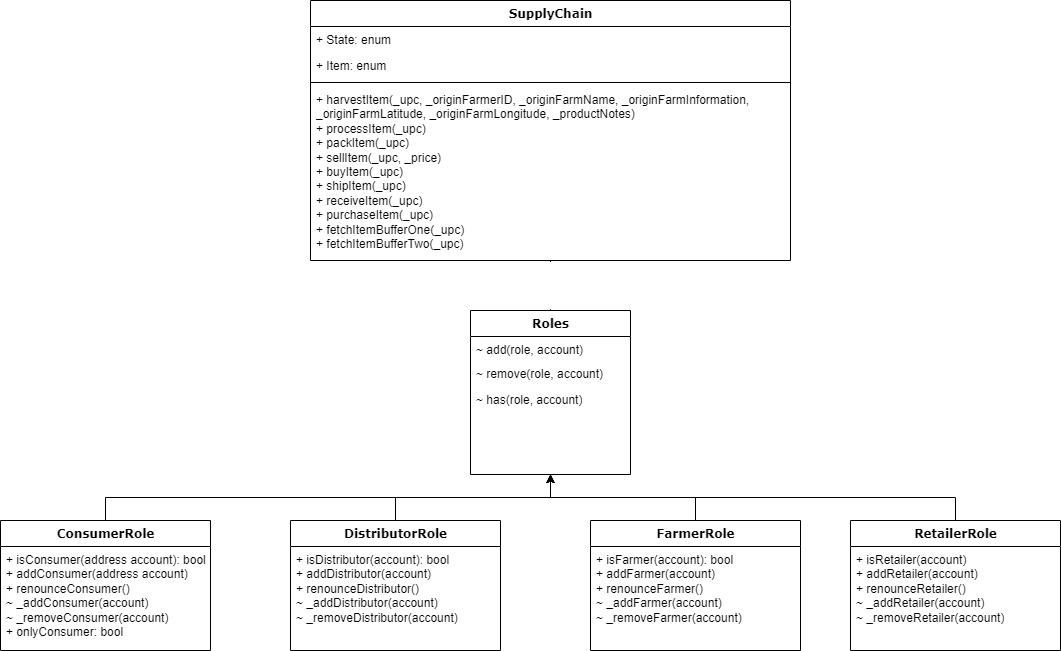 SupplyChain
+ State: enum
+ Item: enum
+ harvestItem(_upc, _originFarmerID, _originFarmName, _originFarmInformation,
_originFarmLatitude, _originFarmLongitude, _productNotes)
+ processItem(_upc)
+ packItem(_upc)
+ sellItem(_upc, _price)
+ buyItem(_upc)
+ shipItem(_upc)
+ receiveItem(_upc)
+ purchaseItem(_upc)
+ fetchItemBufferOne(_upc)
+ fetchItemBufferTwo(_upc)
Roles
~ add(role, account)
~ remove(role, account)
~ has(role, account)
ConsumerRole
+ isConsumer(address account): bool
+ addConsumer(address account)
+ renounceConsumer()
~ _addConsumer(account)
~ _removeConsumer(account)
+ onlyConsumer: bool
DistributorRole
+ isDistributor(account): bool
+ addDistributor(account)
+ renounceDistributor()
~ _addDistributor(account)
~ _removeDistributor(account)
FarmerRole
+ isFarmer(account): bool
+ addFarmer(account)
+ renounceFarmer()
~ _addFarmer(account)
~ _removeFarmer(account)
RetailerRole
+ isRetailer(account)
+ addRetailer(account)
+ renounceRetailer()
~ _addRetailer(account)
~ _removeRetailer(account)